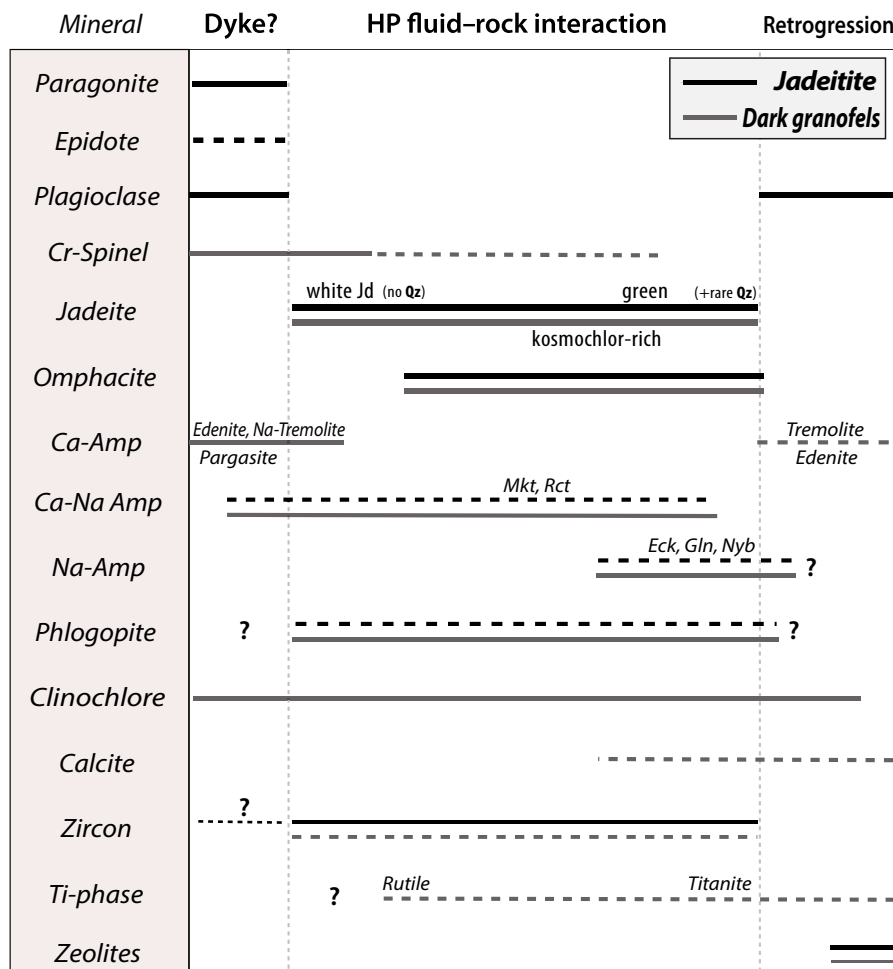 Mineral Dyke? HP fluid–rock interaction Retrogression
Jadeitite
Dark granofels
Paragonite
Epidote
Plagioclase
Cr-Spinel
white Jd (no Qz) green (+rare Qz)
Jadeite
kosmochlor-rich
Omphacite
Edenite, Na-Tremolite Tremolite
Ca-Amp
Pargasite Edenite
Mkt, Rct
Ca-Na Amp
Eck, Gln, Nyb
Na-Amp ?
Phlogopite ? ?
Clinochlore
Calcite
?
Zircon
Rutile Titanite
Ti-phase ?
Zeolites